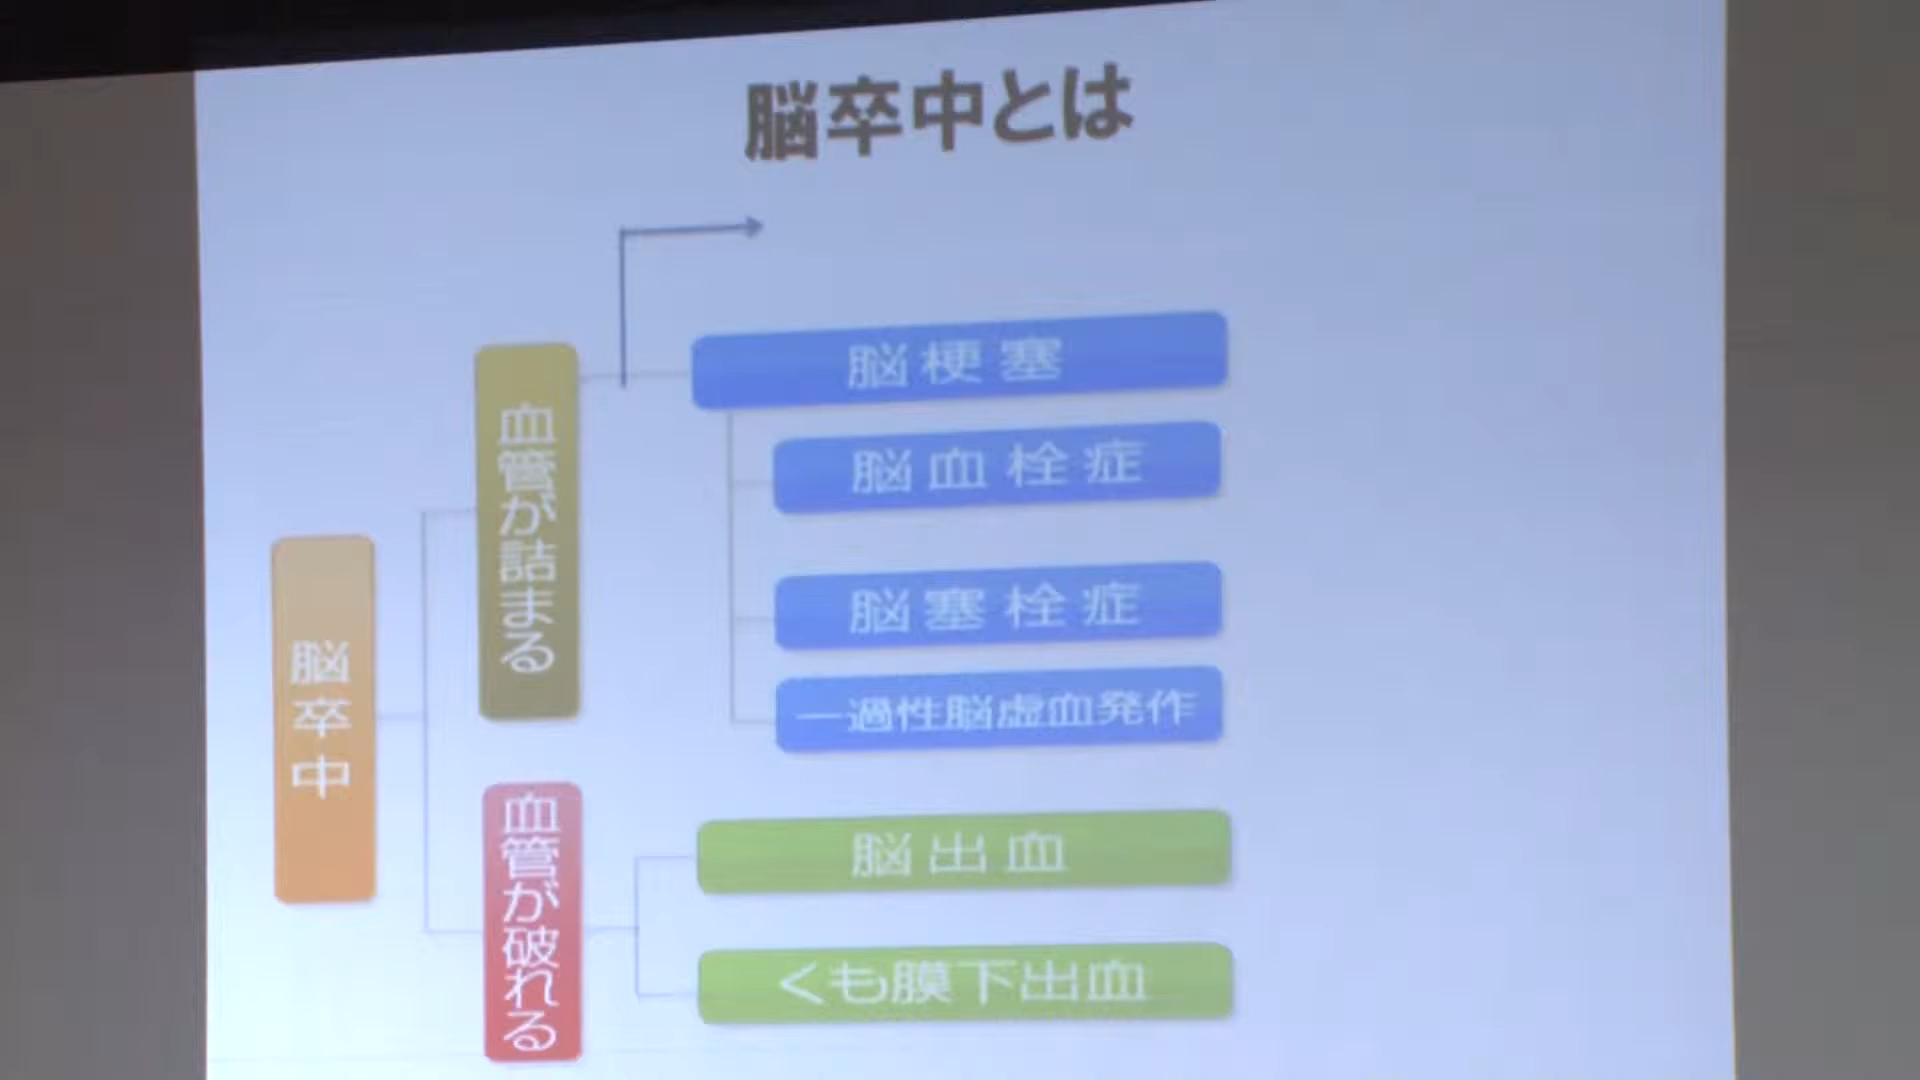 脳卒中とは
脳卒中
血管が詰まる
脳梗塞
脳血栓症
脳塞栓症
一過性脳虚血発作
血管が破れる
脳出血
くも膜下出血